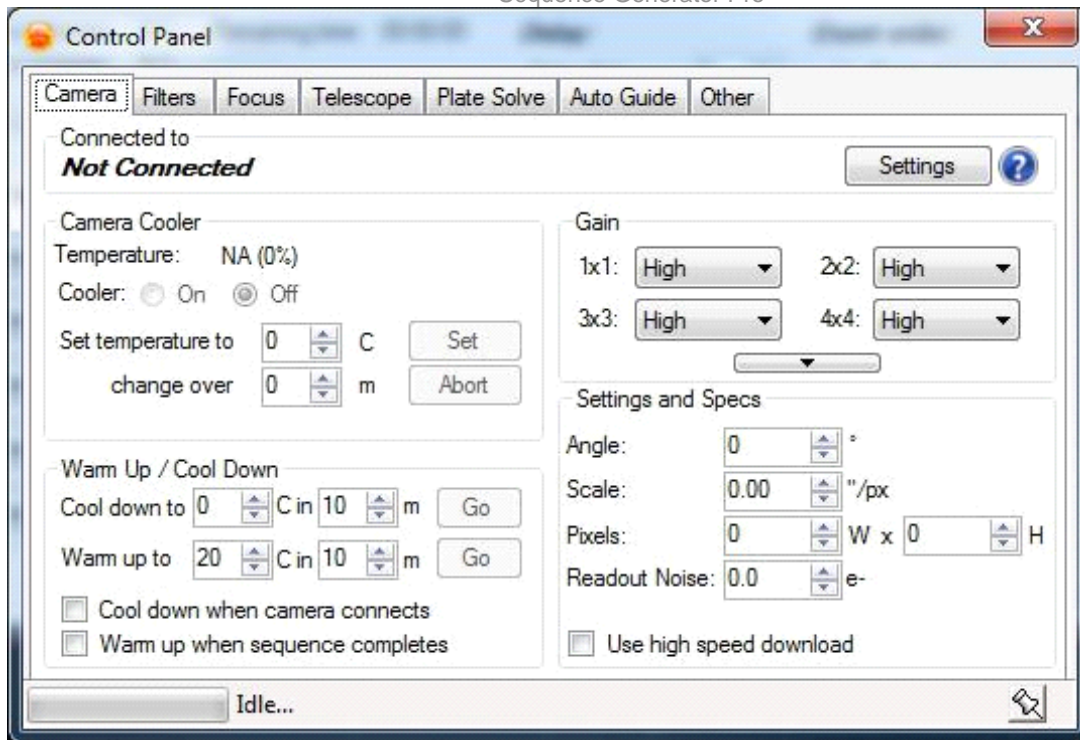 Control Panel
Camera Filters Focus Telescope Plate Solve Auto Guide Other
Connected to
Not Connected
Settings
Camera Cooler
Temperature: NA (0%)
Cooler: On Off
Set temperature to 0 C Set
change over 0 m Abort
Warm Up / Cool Down
Cool down to 0 C in 10 m Go
Warm up to 20 C in 10 m Go
Cool down when camera connects
Warm up when sequence completes
Gain
1x1: High 2x2: High
3x3: High 4x4: High
Settings and Specs
Angle: 0 °
Scale: 0.00 "/px
Pixels: 0 W x 0 H
Readout Noise: 0.0 e-
Use high speed download
Idle...